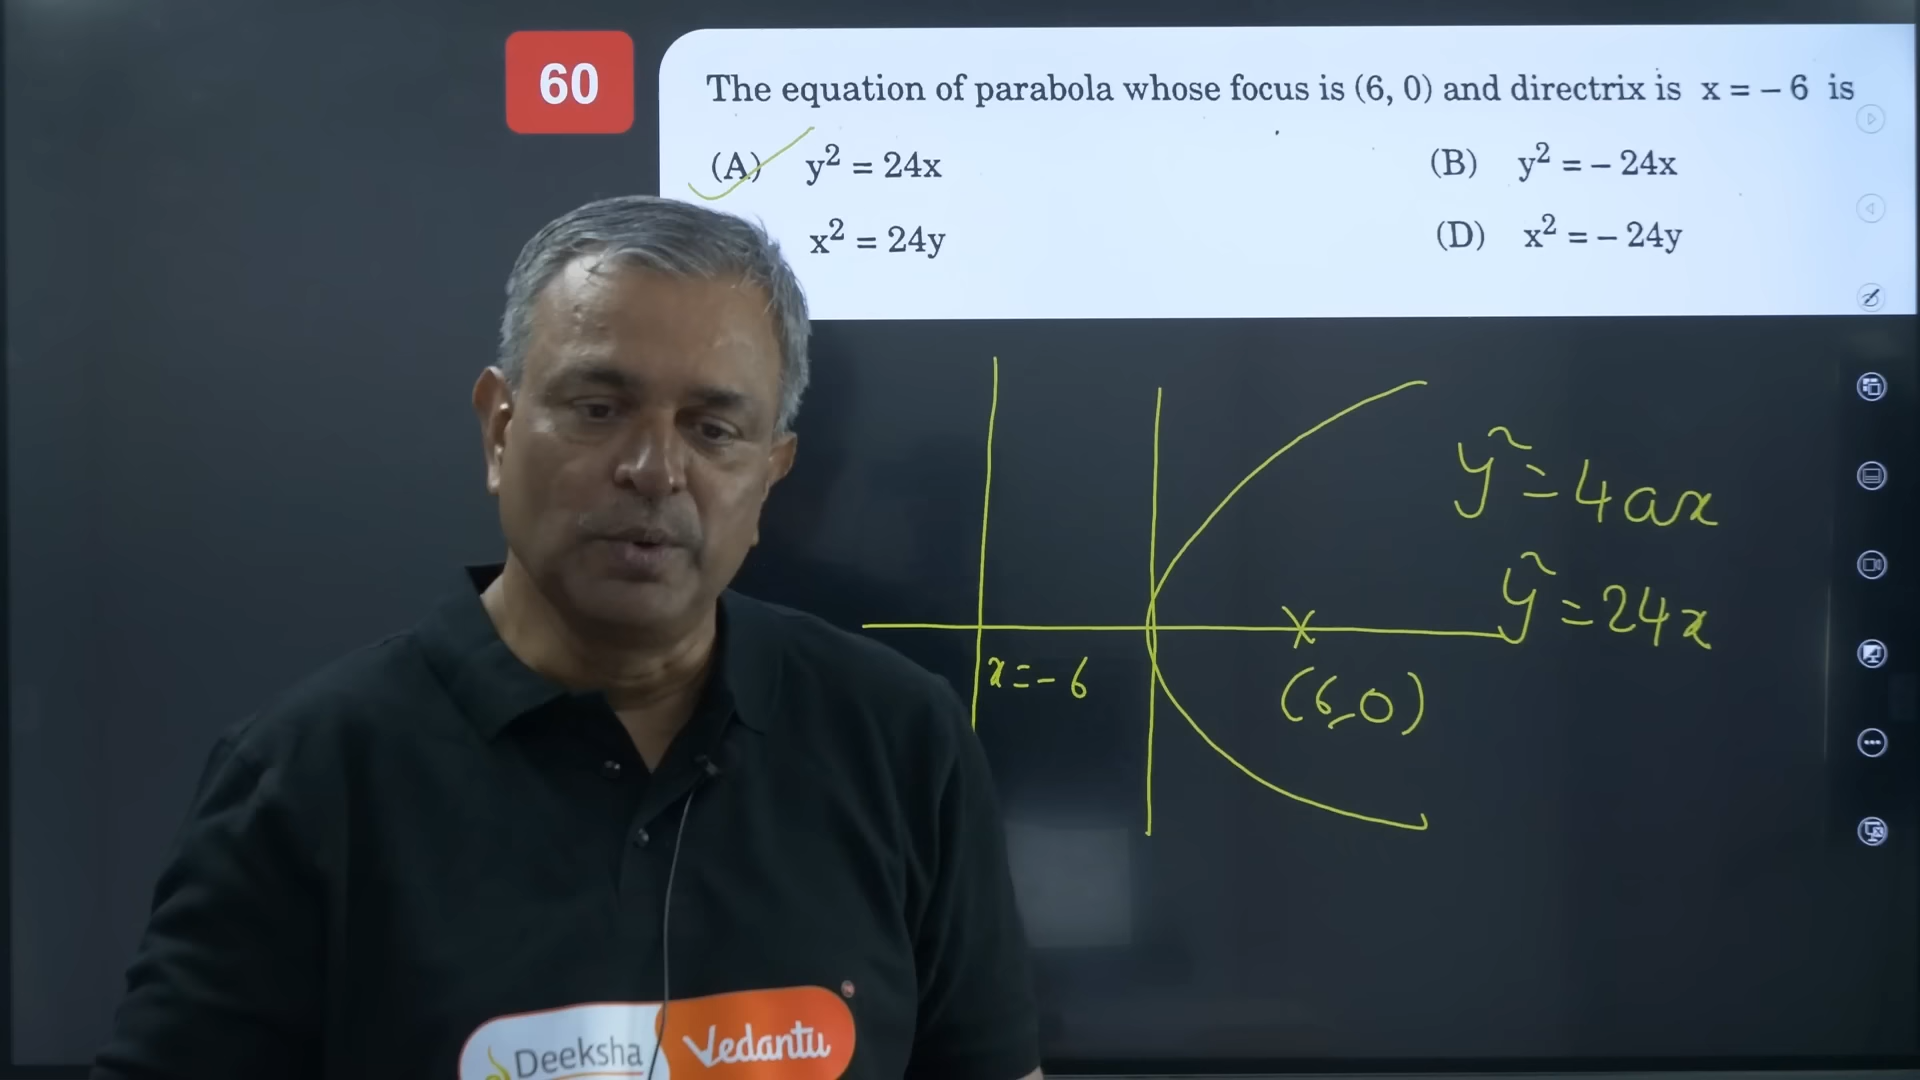 60
The equation of parabola whose focus is (6, 0) and directrix is x = – 6 is
(A) y² = 24x
(B) y² = – 24x
x² = 24y
(D) x² = – 24y
y² = 4ax
y² = 24x
x = - 6
(6,0)
Deeksha Vedantu